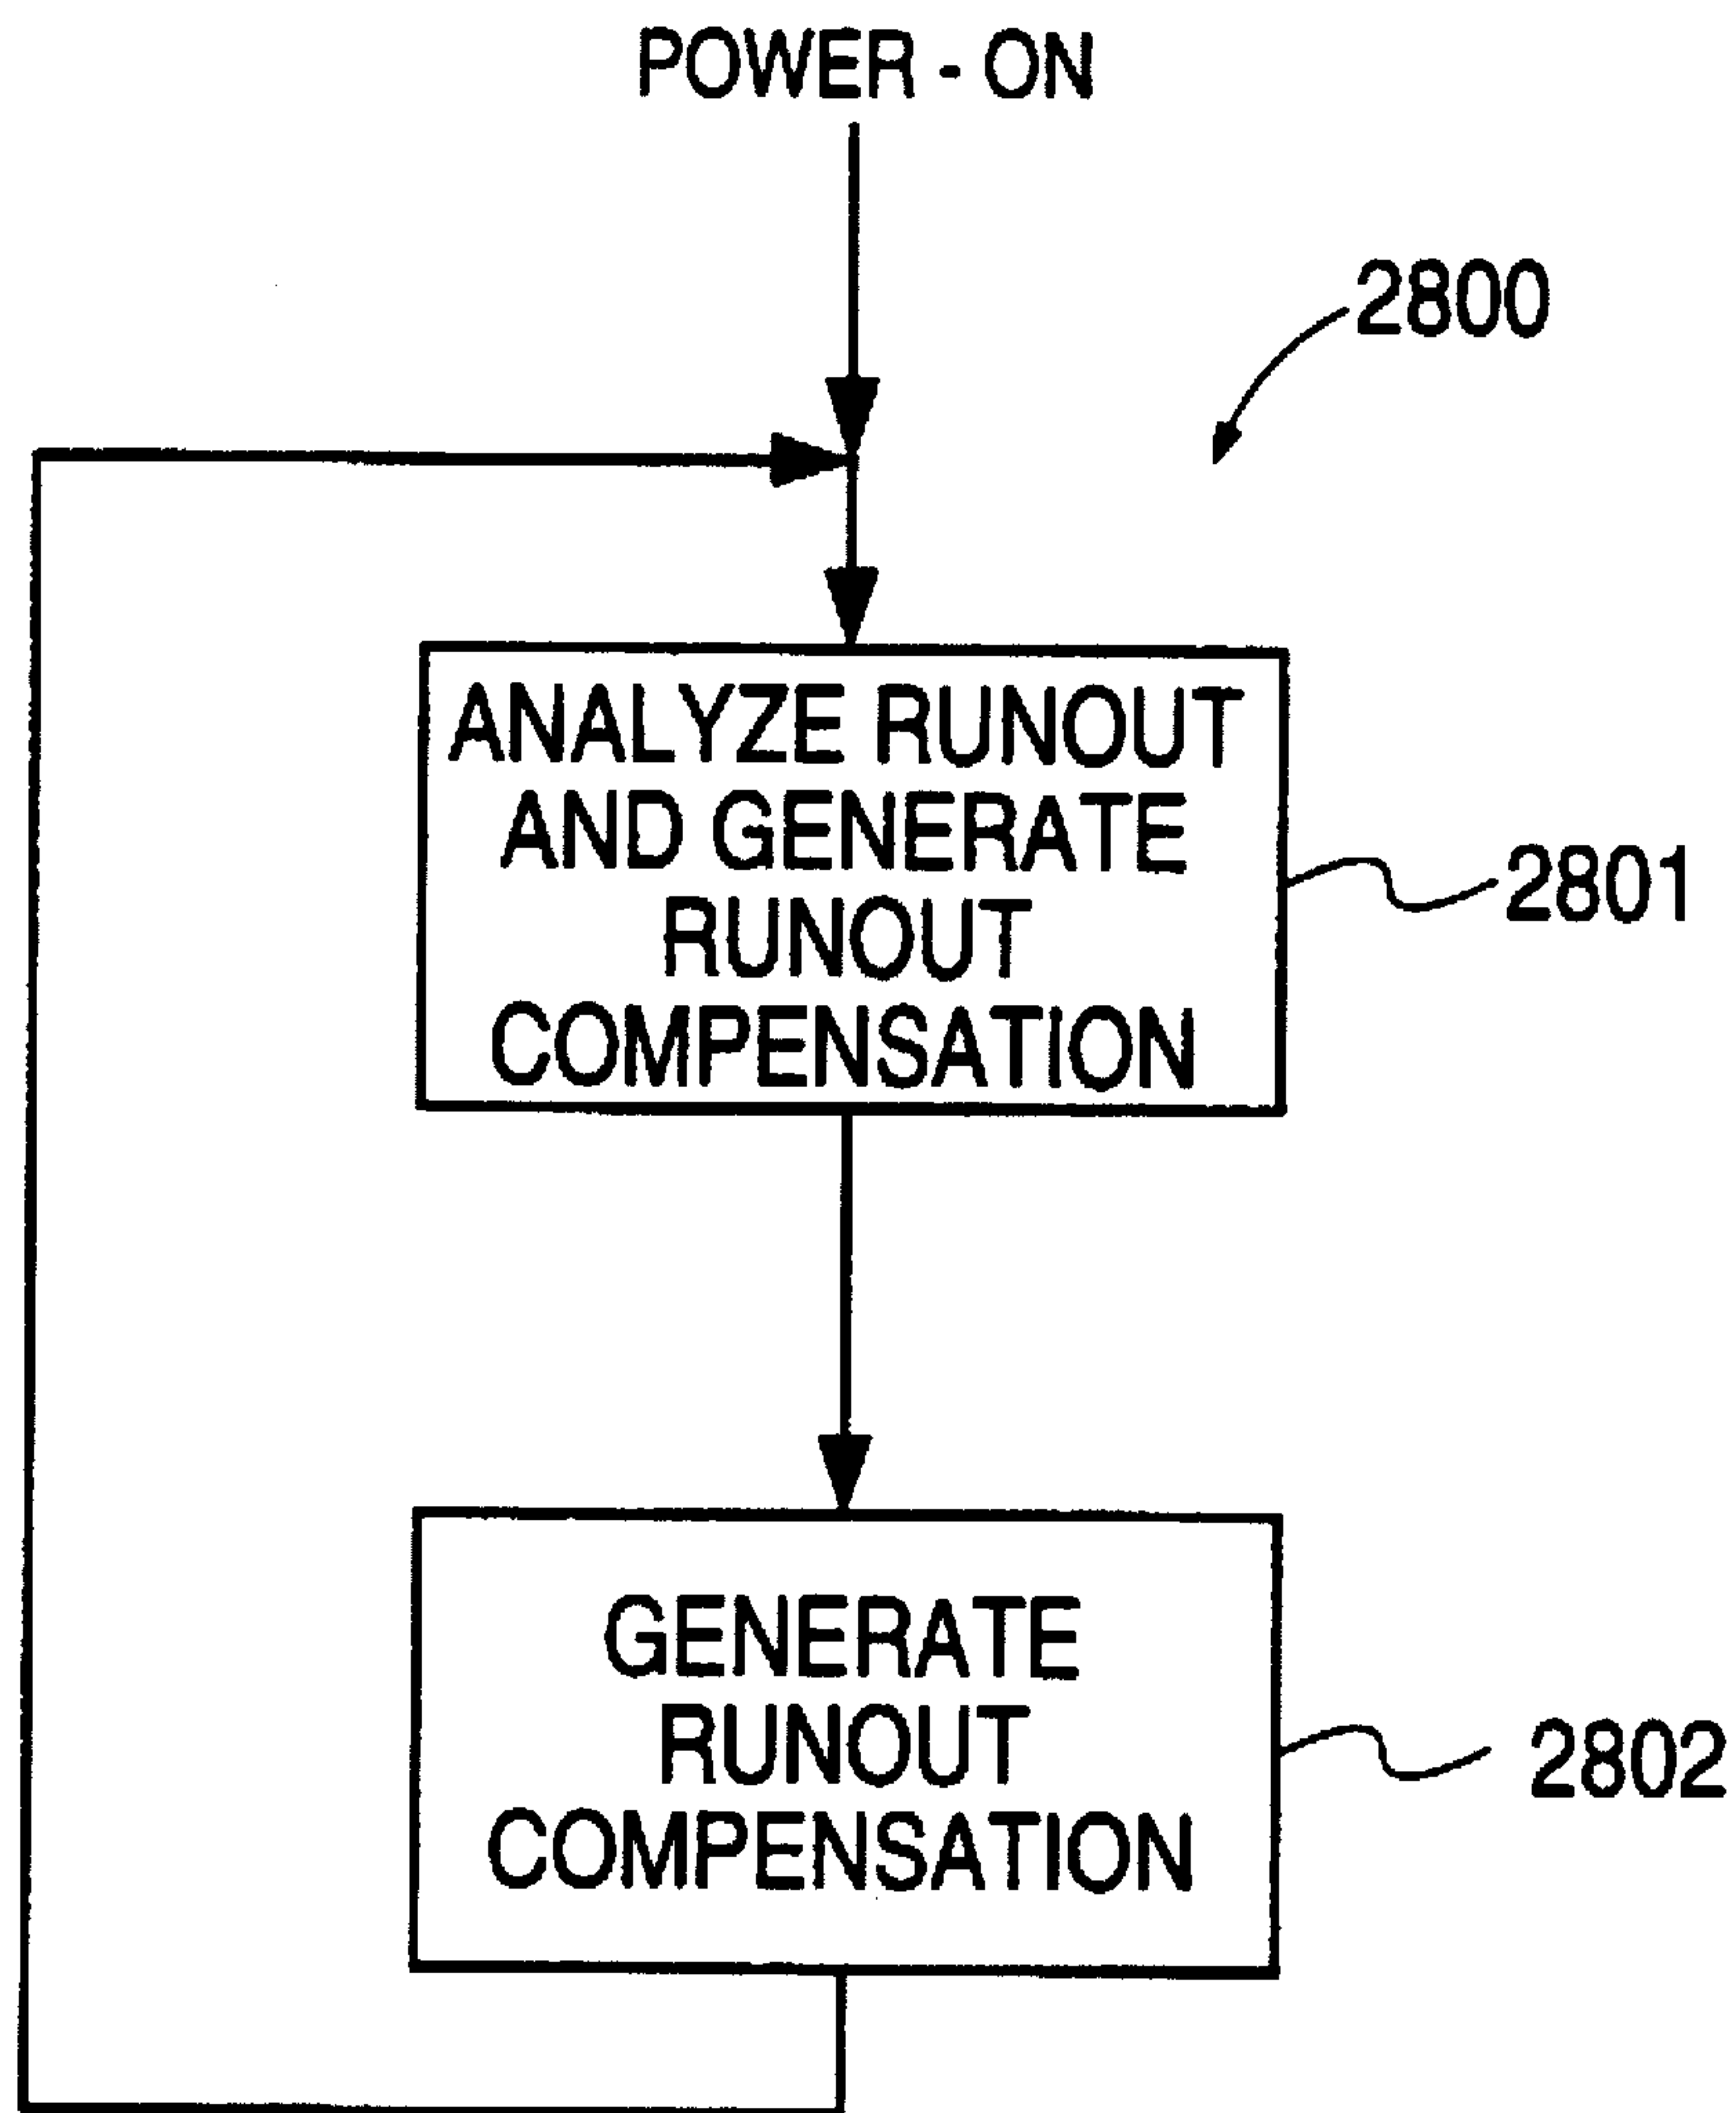 POWER - ON
2800
ANALYZE RUNOUT
AND GENERATE
RUNOUT
COMPENSATION
2801
GENERATE
RUNOUT
COMPENSATION
2802